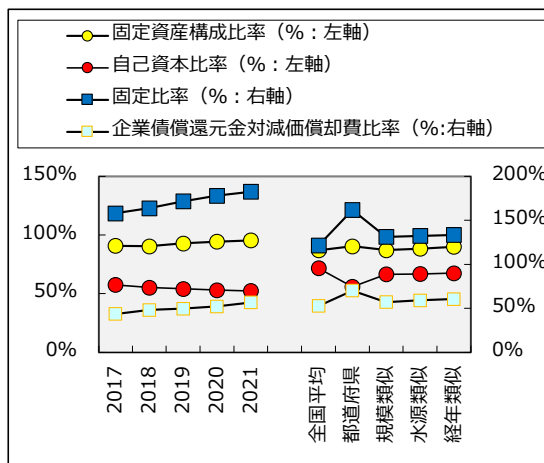 固定資産構成比率（%：左軸）
自己資本比率（%：左軸）
固定比率（%：右軸）
企業債償還元金対減価償却費比率（%:右軸）
150%
100%
50%
0%
200%
150%
100%
50%
0%
2017
2018
2019
2020
2021
全国平均
都道府県
規模類似
水源類似
経年類似